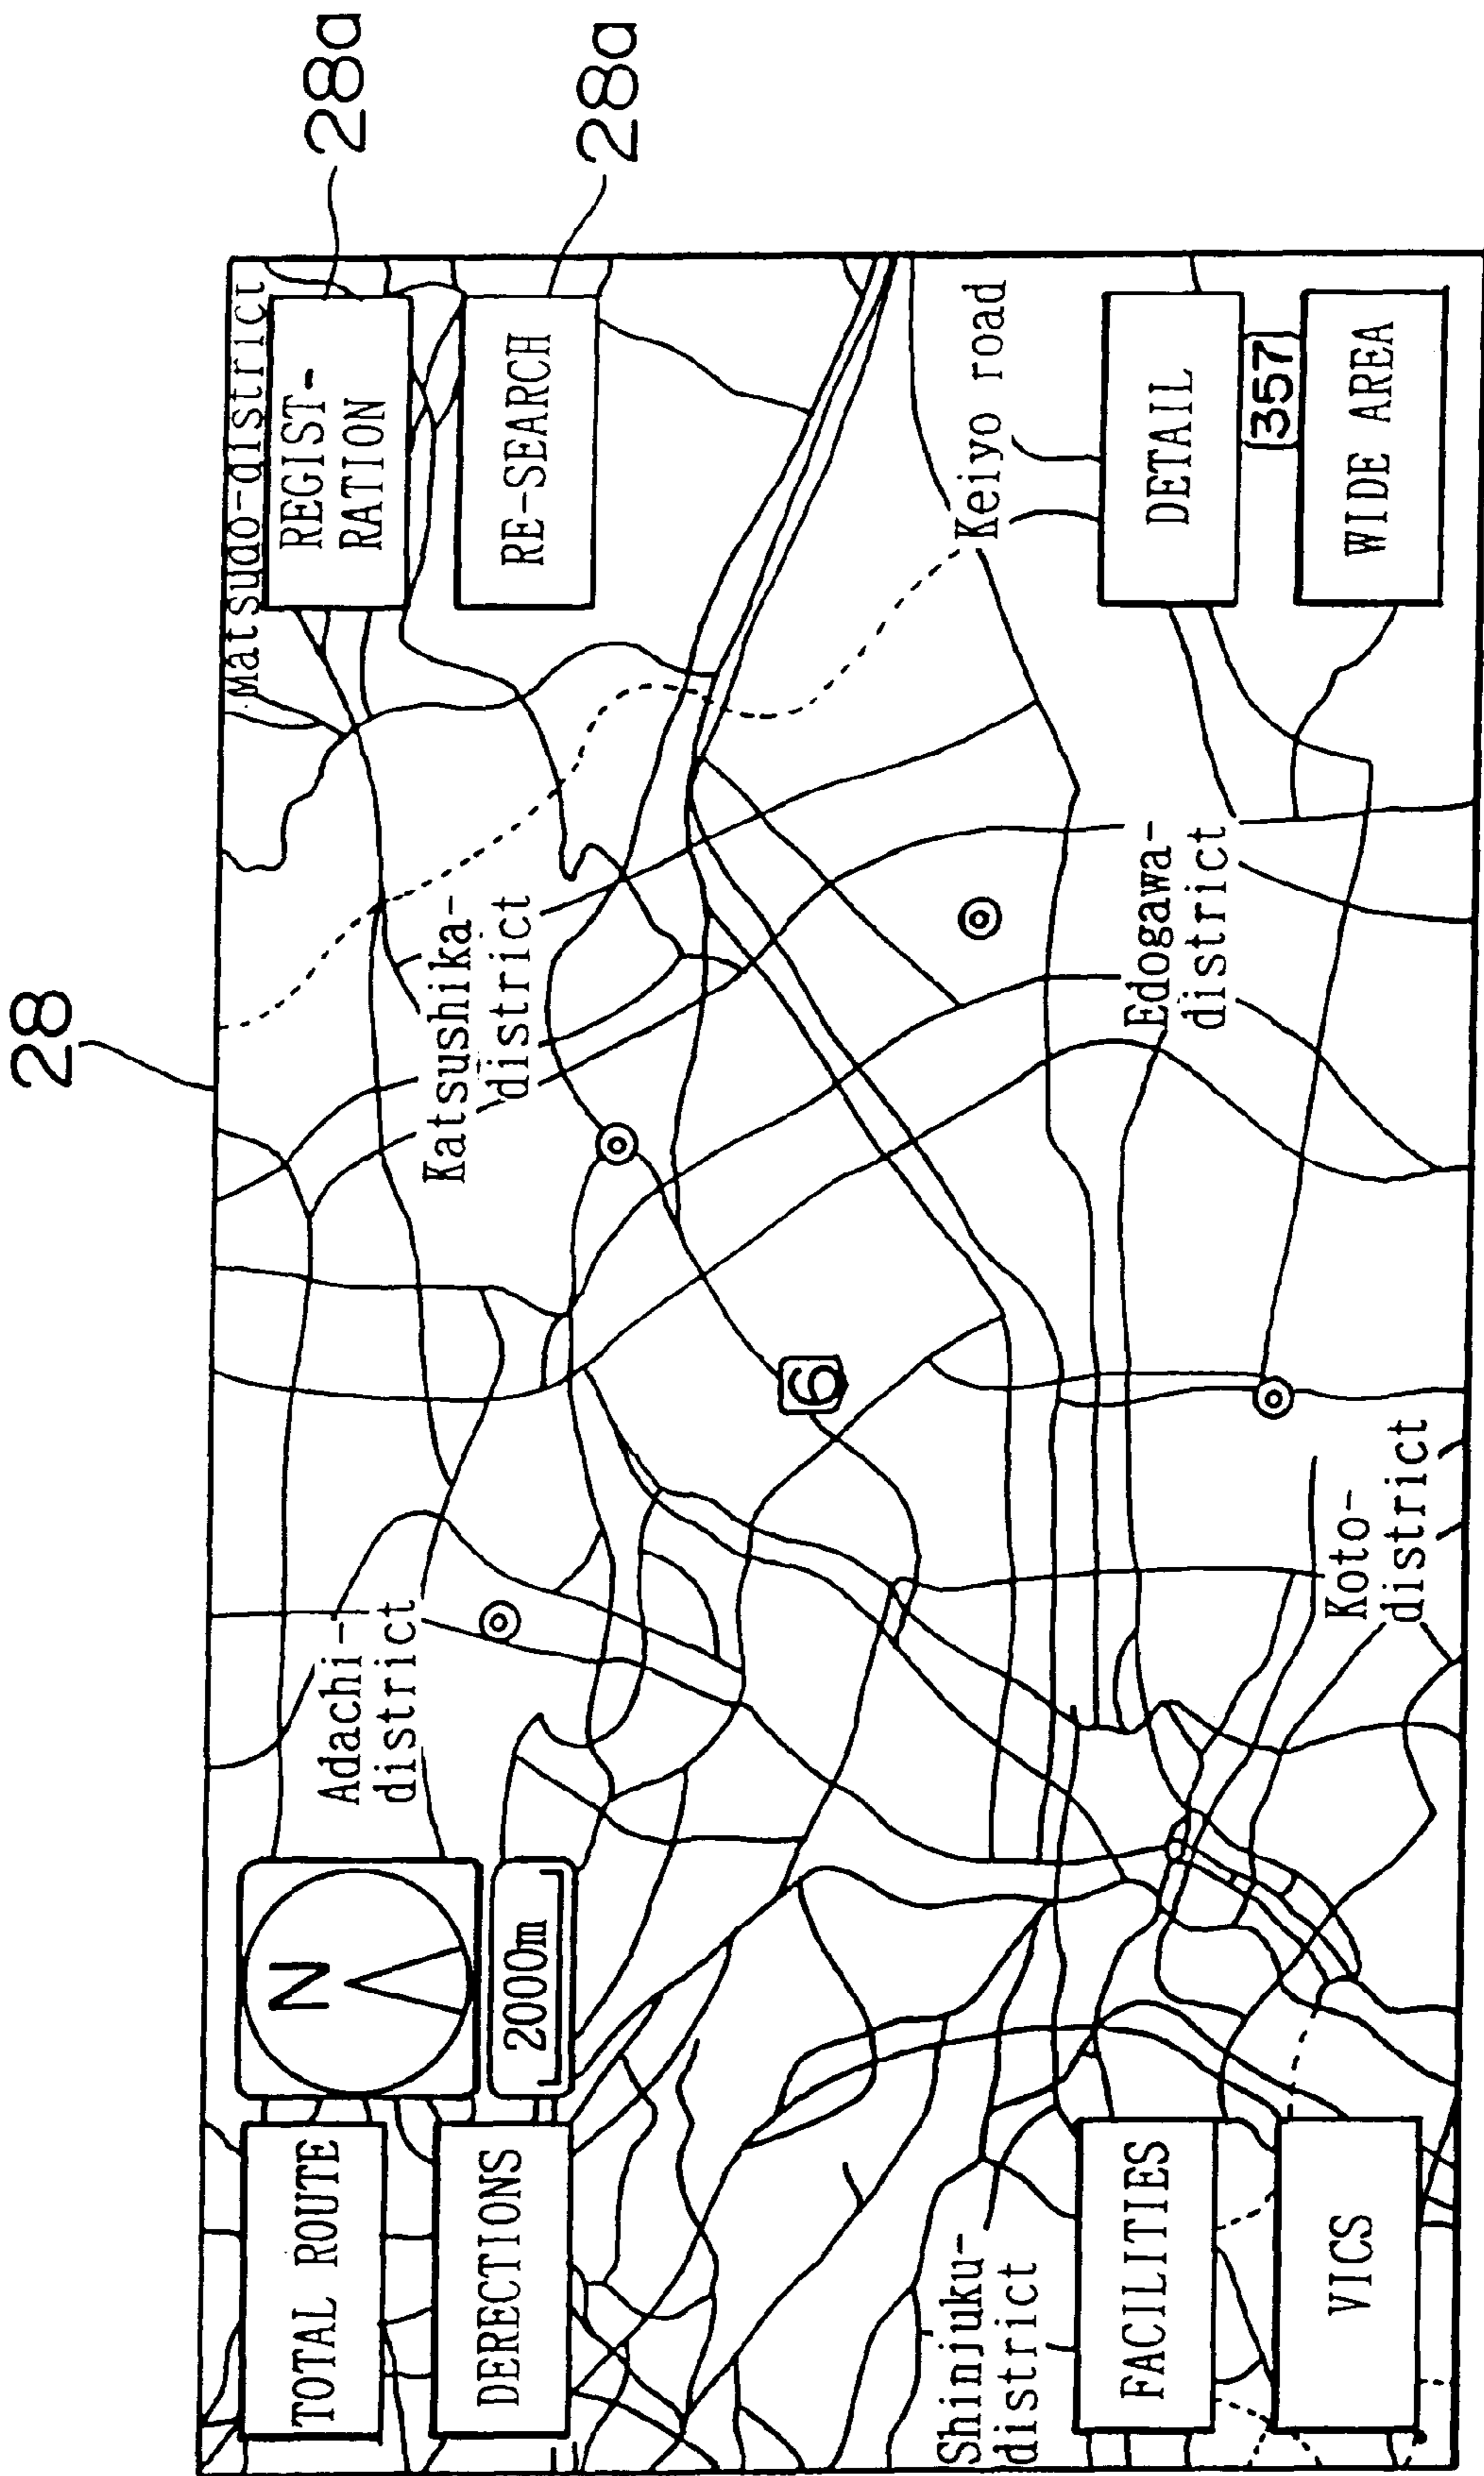 28
28a
28a
Matsudo-district
TOTAL ROUTE
N
REGIST-
RATION
Adachi-
district
Katsushika-
district
DERECTIONS
2000m
RE-SEARCH
6
Keiyo road
Shinjuku-
district
Edogawa-
district
FACILITIES
DETAIL
357
Koto-
district
VICS
WIDE AREA